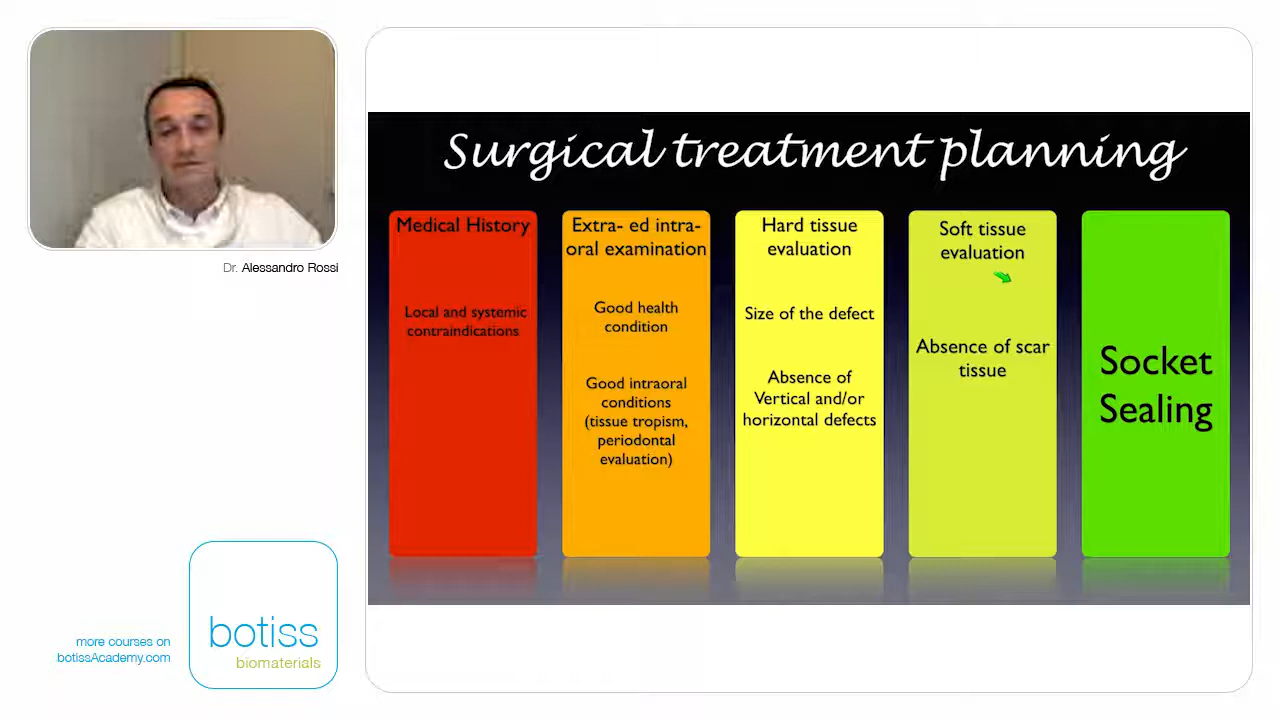 Dr. Alessandro Rossi
Surgical treatment planning
Medical History
Local and systemic
contraindications
Extra- ed intra-
oral examination
Good health
condition
Good intraoral
conditions
(tissue tropism,
periodontal
evaluation)
Hard tissue
evaluation
Size of the defect
Absence of
Vertical and/or
horizontal defects
Soft tissue
evaluation
Absence of scar
tissue
Socket
Sealing
more courses on
botissAcademy.com
botiss
biomaterials